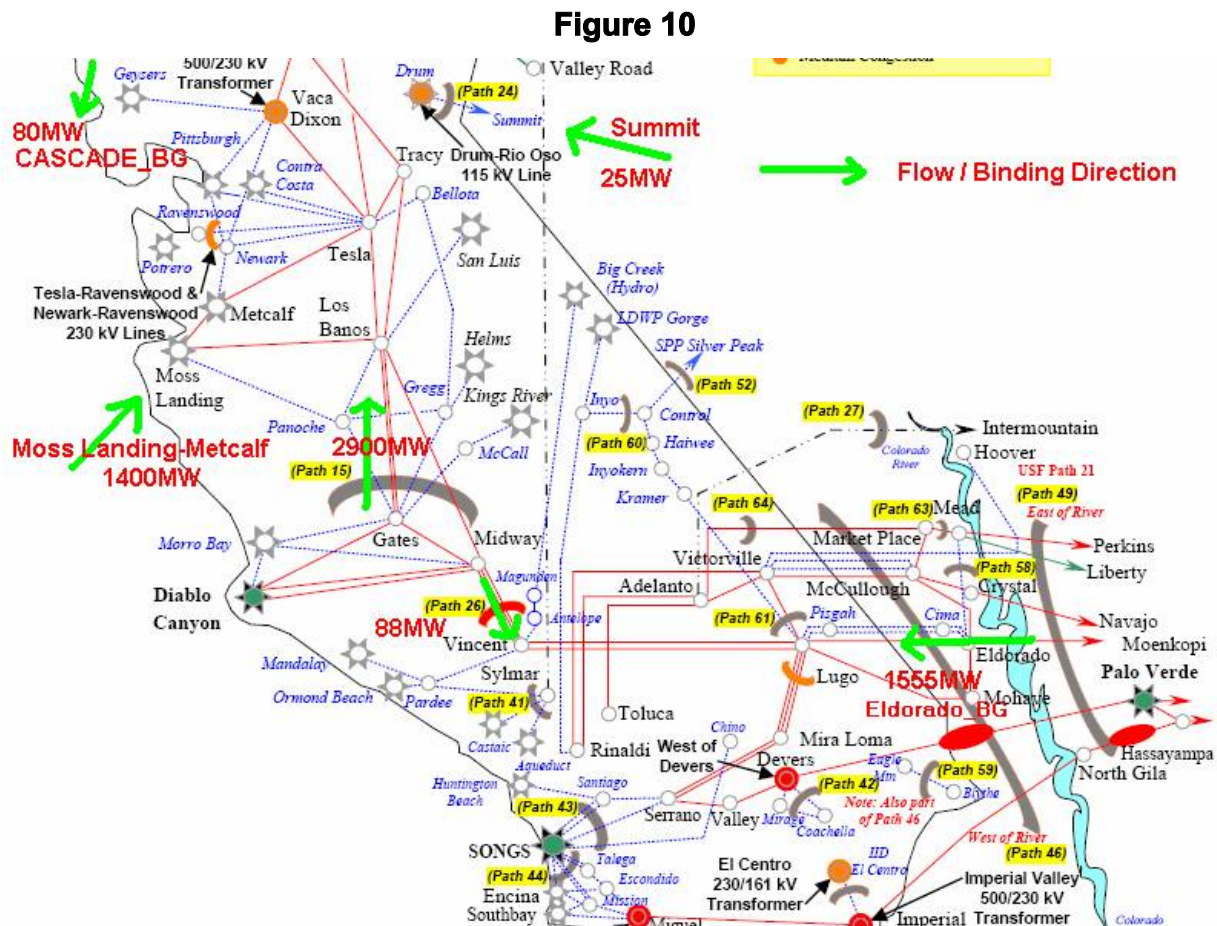 Figure 10
500/230 kV
Transformer
Geysers
Vaca
Dixon
Drum
(Path 24)
Summit
Valley Road
80MW
CASCADE_BG
Pittsburgh
Contra
Costa
Tracy
Drum-Rio Oso
115 kV Line
Summit
25MW
Flow / Binding Direction
Bellota
Ravenswood
Newark
Potrero
Tesla
San Luis
Tesla-Ravenswood &
Newark-Ravenswood
230 kV Lines
Metcalf
Los
Banos
Big Creek
(Hydro)
LDWP Gorge
SPP Silver Peak
(Path 52)
Moss
Landing
Helms
Gregg
Kings River
Panoche
McCall
Inyo
Control
(Path 60)
Haiwee
Inyokern
Kramer
(Path 27)
Intermountain
Colorado
River
Hoover
USF Path 21
(Path 49)
East of River
Moss Landing-Metcalf
1400MW
2900MW
(Path 15)
Gates
Midway
Morro Bay
(Path 64)
(Path 63)
Mead
Market Place
Perkins
Liberty
Victorville
Adelanto
McCullough
(Path 58)
Crystal
Diablo
Canyon
Magunden
Antelope
(Path 26)
88MW
Vincent
(Path 61)
Pisgah
Cima
Navajo
Moenkopi
Eldorado
Mandalay
Ormond Beach
Pardee
Sylmar
(Path 41)
Castaic
Aqueduct
Rinaldi
Toluca
Lugo
1555MW
Eldorado_BG
Mohave
Palo Verde
Chino
Mira Loma
West of
Devers
Devers
Eagle
Mtn
(Path 59)
Blythe
Hassayampa
North Gila
Huntington
Beach
Santiago
(Path 43)
Serrano
Valley
Mirage
(Path 42)
Coachella
Note: Also part
of Path 46
West of River
(Path 46)
SONGS
(Path 44)
Talega
Escondido
Encina
Mission
Southbay
Miguel
El Centro
230/161 kV
Transformer
IID
El Centro
Imperial Valley
500/230 kV
Transformer
Imperial
Colorado